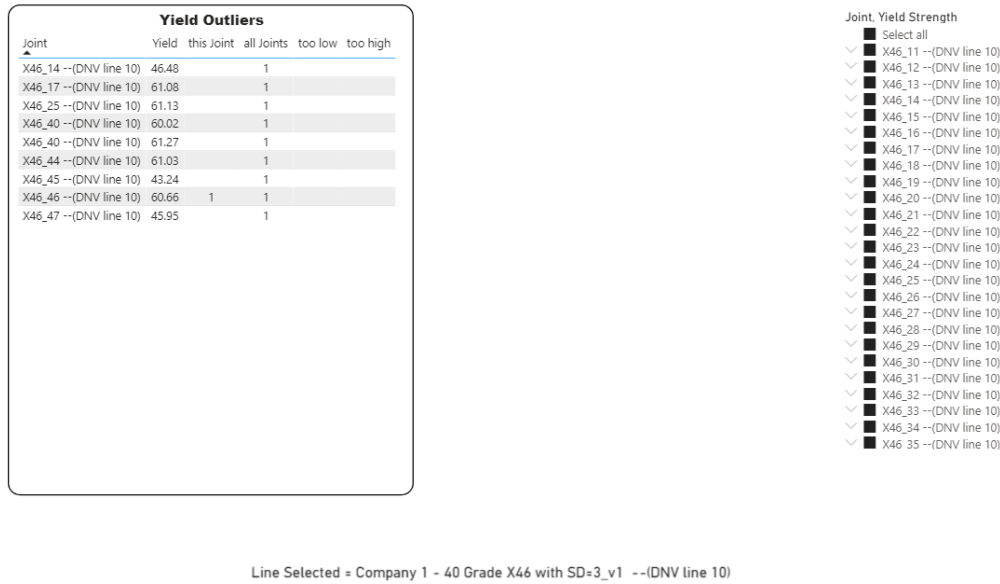 Yield Outliers
Joint Yield this Joint all Joints too low too high
X46_14 --(DNV line 10) 46.48 1
X46_17 --(DNV line 10) 61.08 1
X46_25 --(DNV line 10) 61.13 1
X46_40 --(DNV line 10) 60.02 1
X46_40 --(DNV line 10) 61.27 1
X46_44 --(DNV line 10) 61.03 1
X46_45 --(DNV line 10) 43.24 1
X46_46 --(DNV line 10) 60.66 1 1
X46_47 --(DNV line 10) 45.95 1
Joint, Yield Strength
Select all
X46_11 --(DNV line 10)
X46_12 --(DNV line 10)
X46_13 --(DNV line 10)
X46_14 --(DNV line 10)
X46_15 --(DNV line 10)
X46_16 --(DNV line 10)
X46_17 --(DNV line 10)
X46_18 --(DNV line 10)
X46_19 --(DNV line 10)
X46_20 --(DNV line 10)
X46_21 --(DNV line 10)
X46_22 --(DNV line 10)
X46_23 --(DNV line 10)
X46_24 --(DNV line 10)
X46_25 --(DNV line 10)
X46_26 --(DNV line 10)
X46_27 --(DNV line 10)
X46_28 --(DNV line 10)
X46_29 --(DNV line 10)
X46_30 --(DNV line 10)
X46_31 --(DNV line 10)
X46_32 --(DNV line 10)
X46_33 --(DNV line 10)
X46_34 --(DNV line 10)
X46_35 --(DNV line 10)
Line Selected = Company 1 - 40 Grade X46 with SD=3_v1 --(DNV line 10)